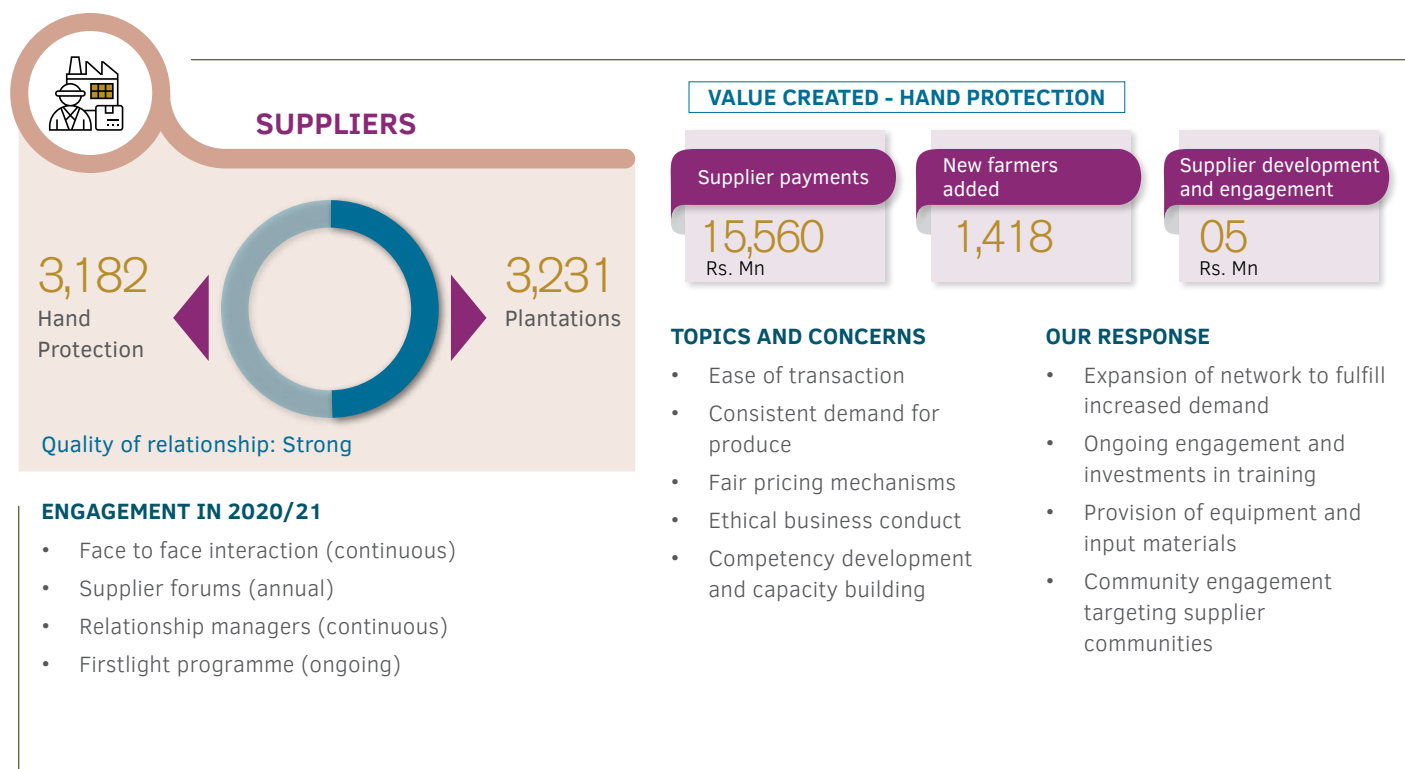 SUPPLIERS
3,182
Hand
Protection
3,231
Plantations
Quality of relationship: Strong
ENGAGEMENT IN 2020/21
• Face to face interaction (continuous)
• Supplier forums (annual)
• Relationship managers (continuous)
• Firstlight programme (ongoing)
VALUE CREATED - HAND PROTECTION
Supplier payments
15,560
Rs. Mn
New farmers
added
1,418
Supplier development
and engagement
05
Rs. Mn
TOPICS AND CONCERNS
• Ease of transaction
• Consistent demand for
produce
• Fair pricing mechanisms
• Ethical business conduct
• Competency development
and capacity building
OUR RESPONSE
• Expansion of network to fulfill
increased demand
• Ongoing engagement and
investments in training
• Provision of equipment and
input materials
• Community engagement
targeting supplier
communities